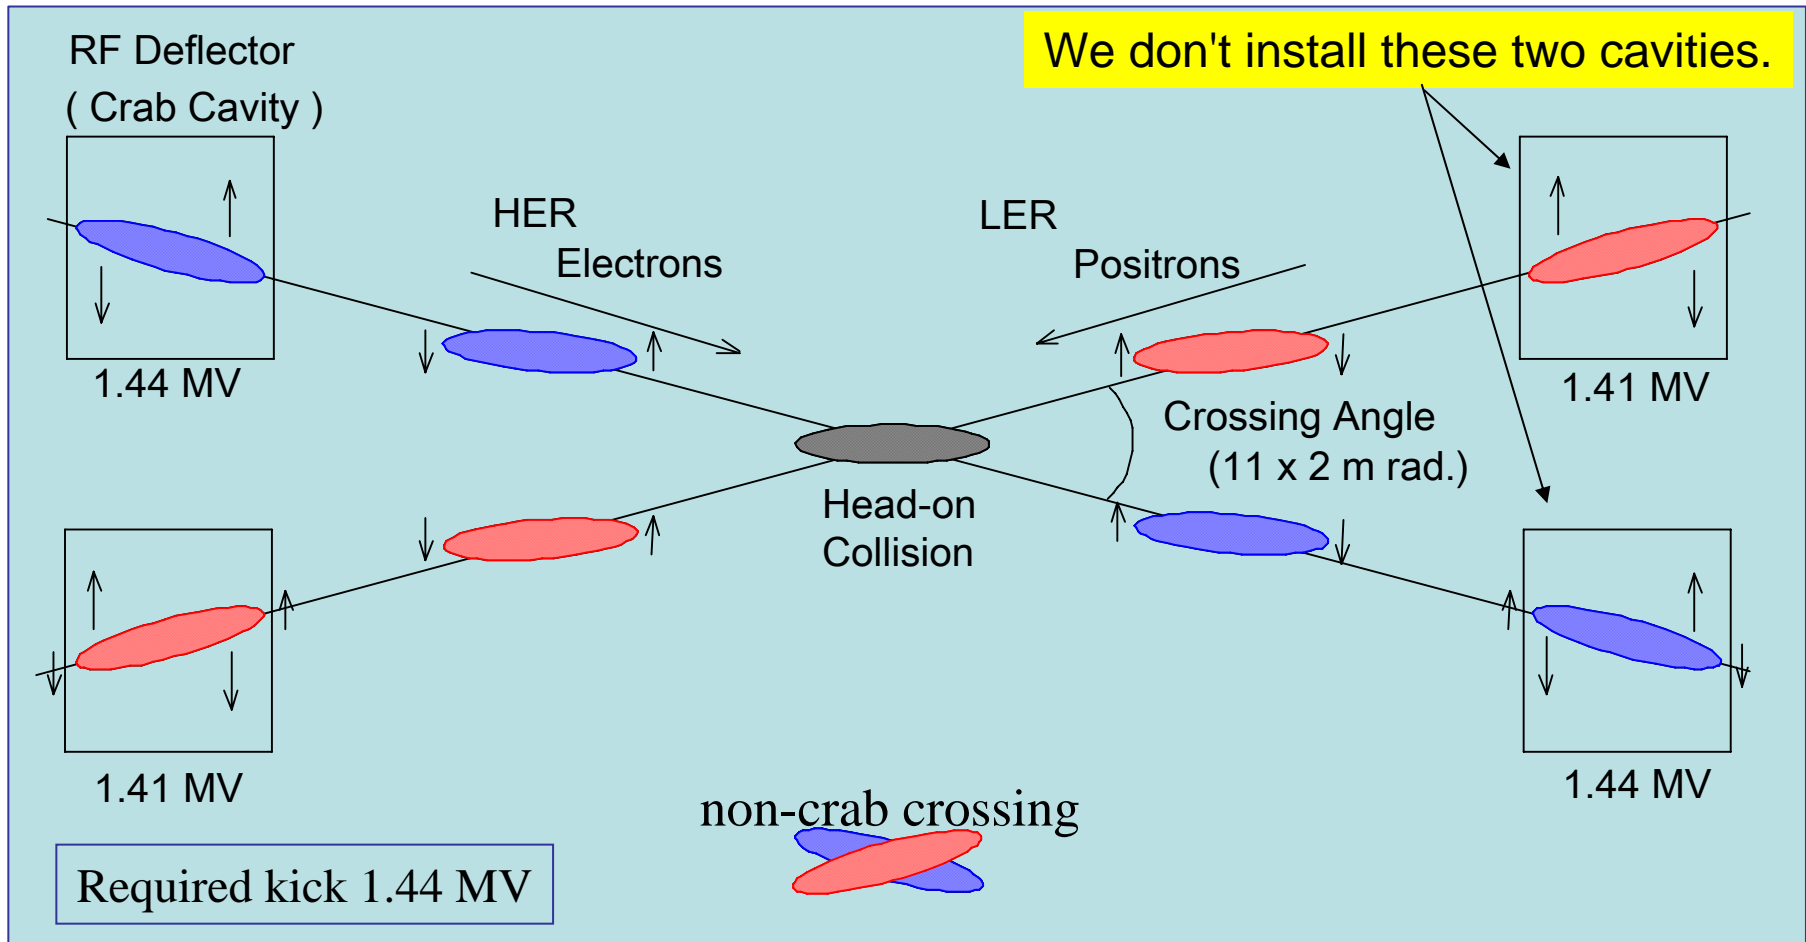 RF Deflector
( Crab Cavity )
We don't install these two cavities.
HER
Electrons
LER
Positrons
1.44 MV
1.41 MV
Crossing Angle
(11 x 2 m rad.)
Head-on
Collision
1.41 MV
1.44 MV
non-crab crossing
Required kick 1.44 MV